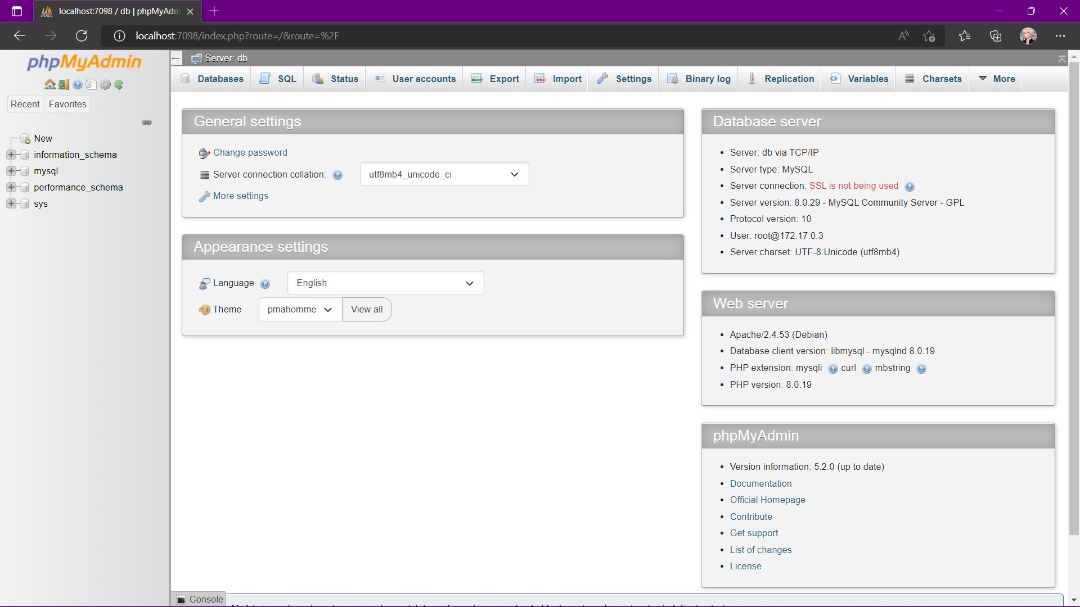 localhost:7098 / db | phpMyAdm
localhost:7098/index.php?route=/&route=%2F
phpMyAdmin
Recent Favorites
New
information_schema
mysql
performance_schema
sys
Server: db
Databases SQL Status User accounts Export Import Settings Binary log Replication Variables Charsets More
General settings
Change password
Server connection collation: utf8mb4_unicode_ci
More settings
Appearance settings
Language English
Theme pmahomme View all
Database server
Server: db via TCP/IP
Server type: MySQL
Server connection: SSL is not being used
Server version: 8.0.29 - MySQL Community Server - GPL
Protocol version: 10
User: root@172.17.0.3
Server charset: UTF-8 Unicode (utf8mb4)
Web server
Apache/2.4.53 (Debian)
Database client version: libmysql - mysqlnd 8.0.19
PHP extension: mysqli curl mbstring
PHP version: 8.0.19
phpMyAdmin
Version information: 5.2.0 (up to date)
Documentation
Official Homepage
Contribute
Get support
List of changes
License
Console